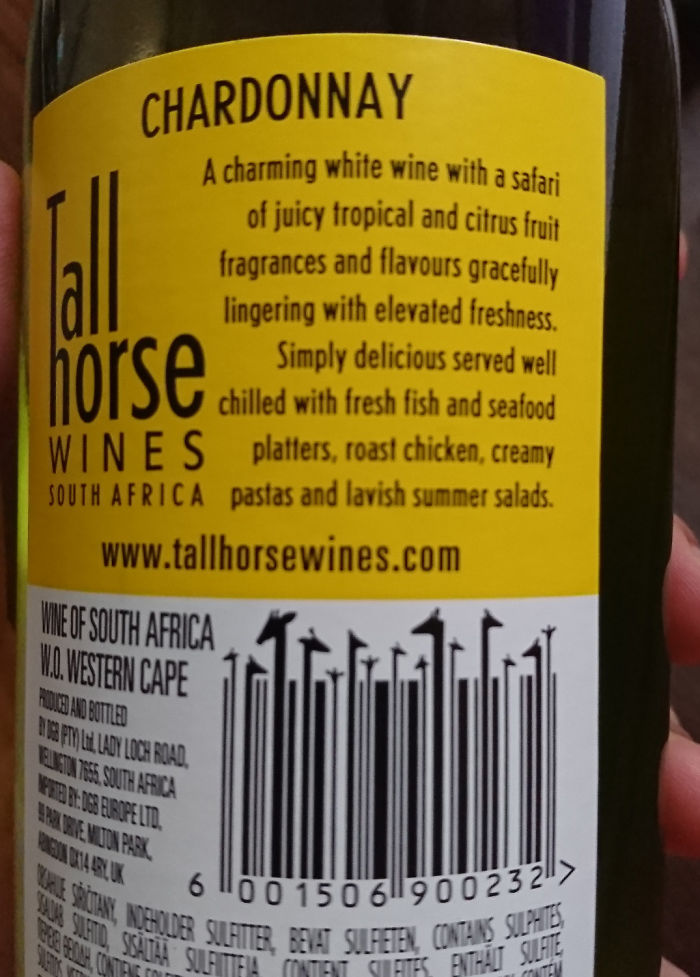 CHARDONNAY
Tall
horse
WINES
SOUTH AFRICA
A charming white wine with a safari
of juicy tropical and citrus fruit
fragrances and flavours gracefully
lingering with elevated freshness.
Simply delicious served well
chilled with fresh fish and seafood
platters, roast chicken, creamy
pastas and lavish summer salads.
www.tallhorsewines.com
WINE OF SOUTH AFRICA
W.O. WESTERN CAPE
PRODUCED AND BOTTLED
BY DGB (PTY) Ltd, LADY LOCH ROAD,
WELLINGTON 7655, SOUTH AFRICA
IMPORTED BY: DGB EUROPE LTD,
PARK DRIVE, MILTON PARK,
ABINGDON OX14 4RY, UK
6 001506 900232 >
OBSAHUJE SIŘIČITANY, INDEHOLDER SULFITTER, BEVAT SULFIETEN, CONTAINS SULPHITES,
SISALDAB SULFITID, SISÄLTÄÄ SULFIITTEJA, CONTIENT SULFITES, ENTHÄLT SULFITE,